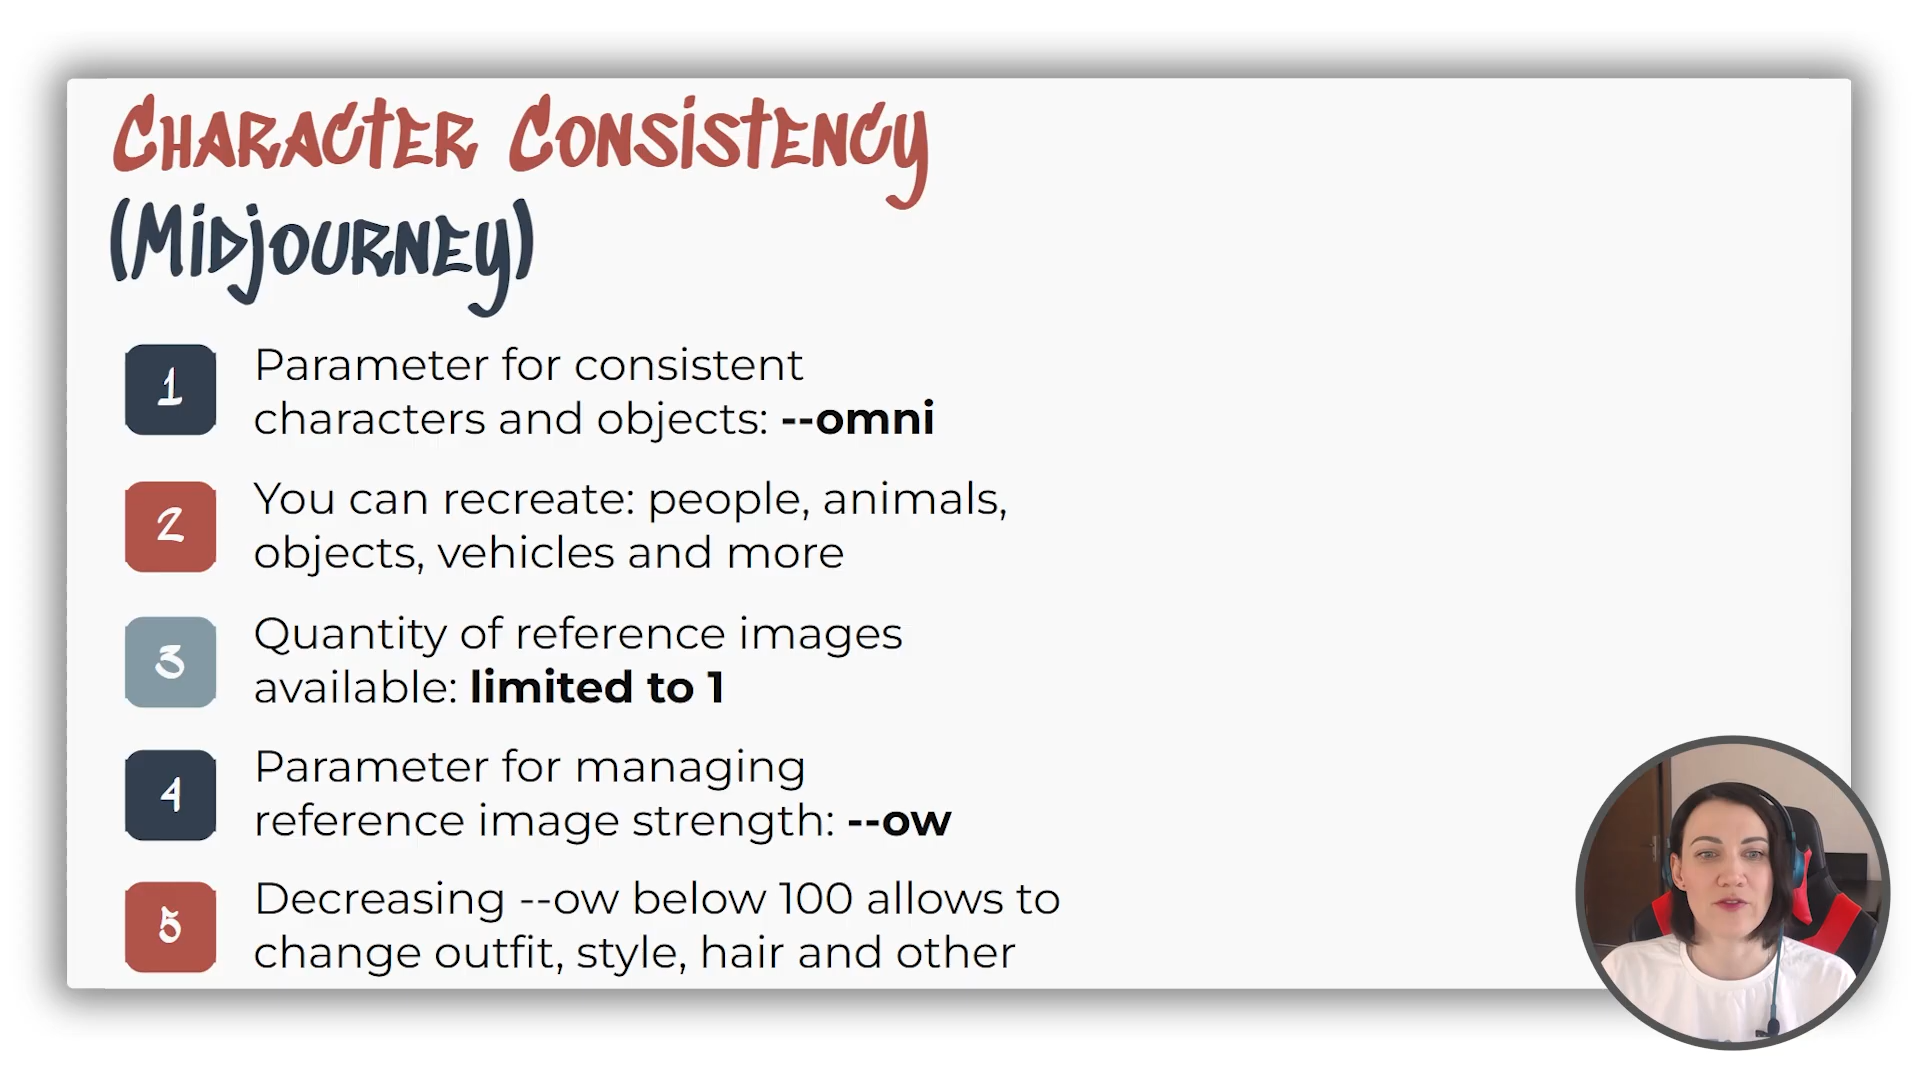 Character Consistency
(Midjourney)
1
Parameter for consistent
characters and objects: --omni
2
You can recreate: people, animals,
objects, vehicles and more
3
Quantity of reference images
available: limited to 1
4
Parameter for managing
reference image strength: --ow
5
Decreasing --ow below 100 allows to
change outfit, style, hair and other